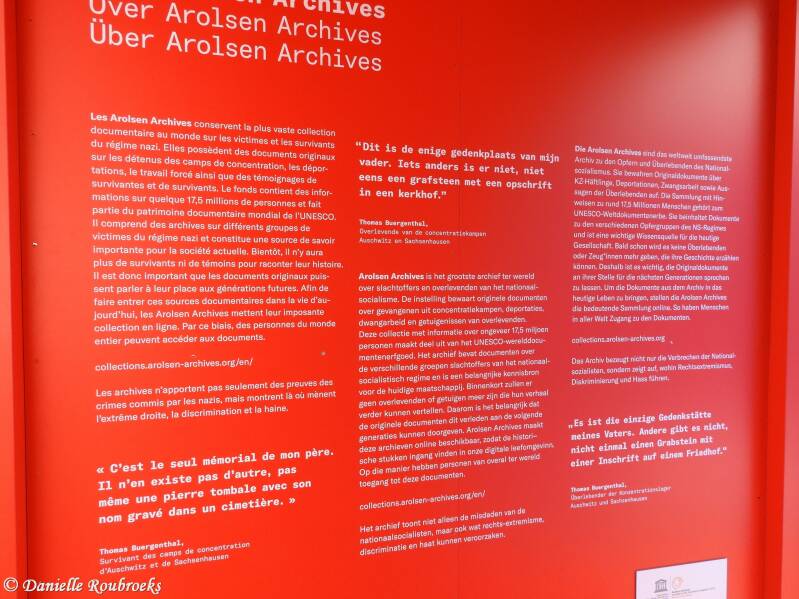 Archives
Over Arolsen Archives
Über Arolsen Archives
Les Arolsen Archives conservent la plus vaste collection
documentaire au monde sur les victimes et les survivants
du régime nazi. Elles possèdent des documents originaux
sur les détenus des camps de concentration, les dépor-
tations, le travail forcé ainsi que des témoignages de
survivantes et de survivants. Le fonds contient des infor-
mations sur quelque 17,5 millions de personnes et fait
partie du patrimoine documentaire mondial de l'UNESCO.
Il comprend des archives sur différents groupes de
victimes du régime nazi et constitue une source de savoir
importante pour la société actuelle. Bientôt, il n'y aura
plus de survivants ni de témoins pour raconter leur histoire.
Il est donc important que les documents originaux puis-
sent parler à leur place aux générations futures. Afin de
faire entrer ces sources documentaires dans la vie d'au-
jourd'hui, les Arolsen Archives mettent leur imposante
collection en ligne. Par ce biais, des personnes du monde
entier peuvent accéder aux documents.
collections.arolsen-archives.org/en/
Les archives n'apportent pas seulement des preuves des
crimes commis par les nazis, mais montrent là où mènent
l'extrême droite, la discrimination et la haine.
« C'est le seul mémorial de mon père.
Il n'en existe pas d'autre, pas
même une pierre tombale avec son
nom gravé dans un cimetière. »
Thomas Buergenthal,
Survivant des camps de concentration
d'Auschwitz et de Sachsenhausen
“Dit is de enige gedenkplaats van mijn
vader. Iets anders is er niet, niet
eens een grafsteen met een opschrift
in een kerkhof."
Thomas Buergenthal,
Overlevende van de concentratiekampen
Auschwitz en Sachsenhausen
Arolsen Archives is het grootste archief ter wereld
over slachtoffers en overlevenden van het nationaal-
socialisme. De instelling bewaart originele documenten
over gevangenen uit concentratiekampen, deportaties,
dwangarbeid en getuigenissen van overlevenden.
Deze collectie met informatie over ongeveer 17,5 miljoen
personen maakt deel uit van het UNESCO-werelddocu-
mentenerfgoed. Het archief bevat documenten over
de verschillende groepen slachtoffers van het nationaal-
socialistisch regime en is een belangrijke kennisbron
voor de huidige maatschappij. Binnenkort zullen er
geen overlevenden of getuigen meer zijn die hun verhaal
verder kunnen vertellen. Daarom is het belangrijk dat
de originele documenten dit verleden aan de volgende
generaties kunnen doorgeven. Arolsen Archives maakt
deze archieven online beschikbaar, zodat de histori-
sche stukken ingang vinden in onze digitale leefomgeving.
Op die manier hebben personen van overal ter wereld
toegang tot deze documenten.
collections.arolsen-archives.org/en/
Het archief toont niet alleen de misdaden van de
nationaalsocialisten, maar ook wat rechts-extremisme,
discriminatie en haat kunnen veroorzaken.
Die Arolsen Archives sind das weltweit umfassendste
Archiv zu den Opfern und Überlebenden des National-
sozialismus. Sie bewahren Originaldokumente über
KZ-Häftlinge, Deportationen, Zwangsarbeit sowie Aus-
sagen der Überlebenden auf. Die Sammlung mit Hin-
weisen zu rund 17,5 Millionen Menschen gehört zum
UNESCO-Weltdokumentenerbe. Sie beinhaltet Dokumente
zu den verschiedenen Opfergruppen des NS-Regimes
und ist eine wichtige Wissensquelle für die heutige
Gesellschaft. Bald schon wird es keine Überlebenden
oder Zeug*innen mehr geben, die ihre Geschichte erzählen
können. Deshalb ist es wichtig, die Originaldokumente
an ihrer Stelle für die nächsten Generationen sprechen
zu lassen. Um die Dokumente aus dem Archiv in das
heutige Leben zu bringen, stellen die Arolsen Archives
die bedeutende Sammlung online. So haben Menschen
in aller Welt Zugang zu den Dokumenten.
collections.arolsen-archives.org
Das Archiv bezeugt nicht nur die Verbrechen der National-
sozialisten, sondern zeigt auf, wohin Rechtsextremismus,
Diskriminierung und Hass führen.
„Es ist die einzige Gedenkstätte
meines Vaters. Andere gibt es nicht,
nicht einmal einen Grabstein mit
einer Inschrift auf einem Friedhof."
Thomas Buergenthal,
Überlebender der Konzentrationslager
Auschwitz und Sachsenhausen
© Danielle Roubroeks